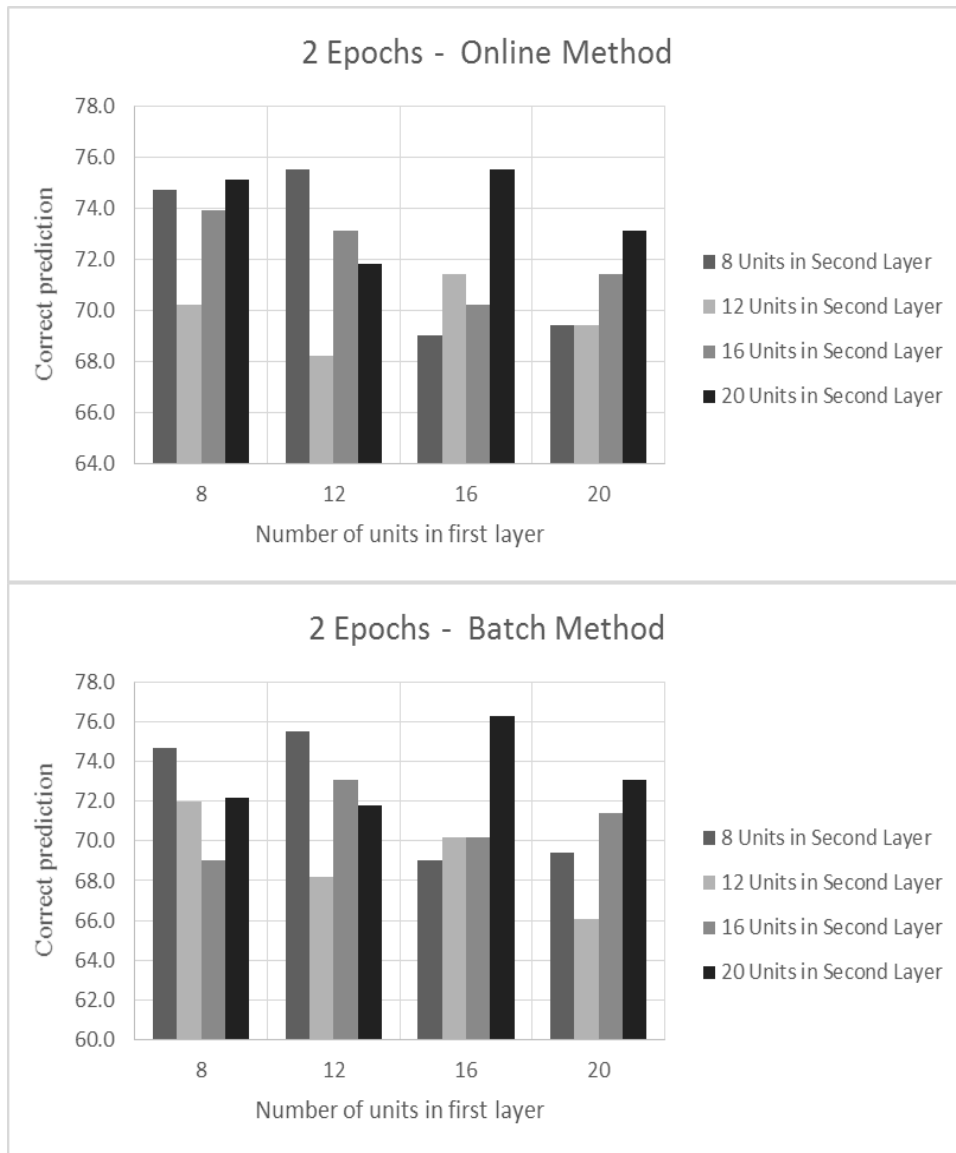 2 Epochs - Online Method
78.0
76.0
74.0
72.0
70.0
68.0
66.0
64.0
Correct prediction
8 12 16 20
Number of units in first layer
8 Units in Second Layer
12 Units in Second Layer
16 Units in Second Layer
20 Units in Second Layer
2 Epochs - Batch Method
78.0
76.0
74.0
72.0
70.0
68.0
66.0
64.0
62.0
60.0
Correct prediction
8 12 16 20
Number of units in first layer
8 Units in Second Layer
12 Units in Second Layer
16 Units in Second Layer
20 Units in Second Layer